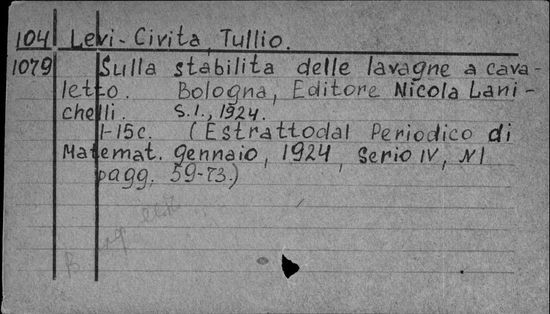 104 Levi-Civita, Tullio.
1079 Sulla stabilita delle lavagne a cava-
letto. Bologna, Editore Nicola Lani-
chelli. S.l., 1924.
1-15c. (Estrattodal Periodico di
Matemat. gennaio, 1924, Serio IV, N1
pagg. 59-73.)